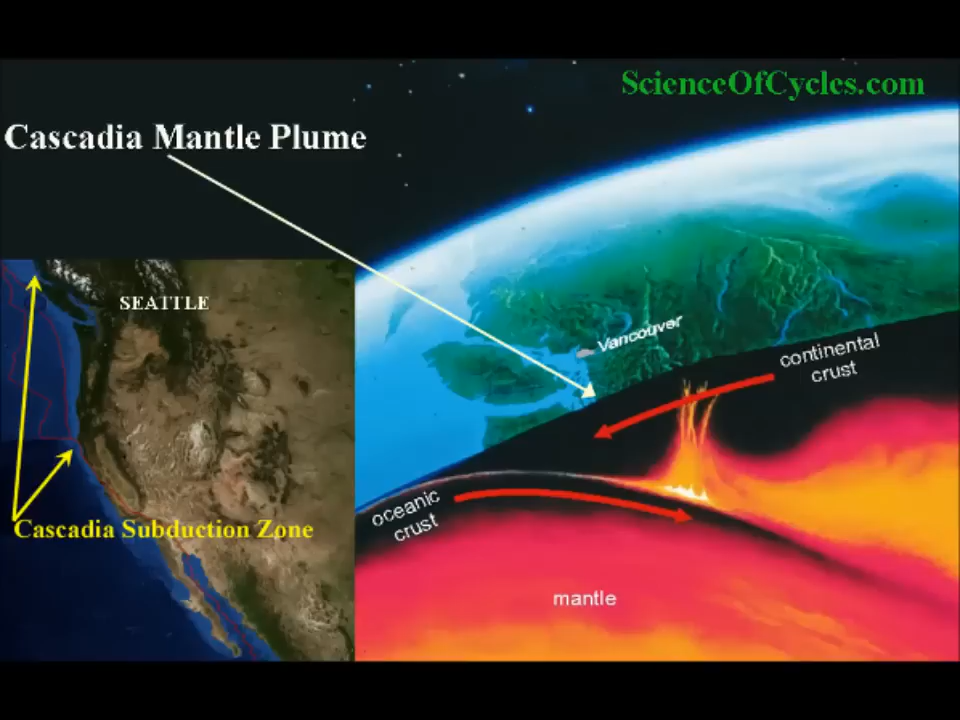 ScienceOfCycles.com
Cascadia Mantle Plume
SEATTLE
Vancouver
continental
crust
oceanic
crust
Cascadia Subduction Zone
mantle